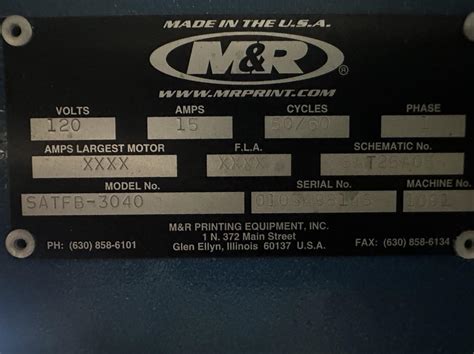 MADE IN THE U.S.A.
M&R®
WWW.MRPRINT.COM
VOLTS AMPS CYCLES PHASE
120 15 50/60 1
AMPS LARGEST MOTOR F.L.A. SCHEMATIC No.
XXXX XXXX
MODEL No. SERIAL No. MACHINE No.
SATFB-3040 1091
M&R PRINTING EQUIPMENT, INC.
1 N. 372 Main Street
PH: (630) 858-6101 Glen Ellyn, Illinois 60137 U.S.A. FAX: (630) 858-6134